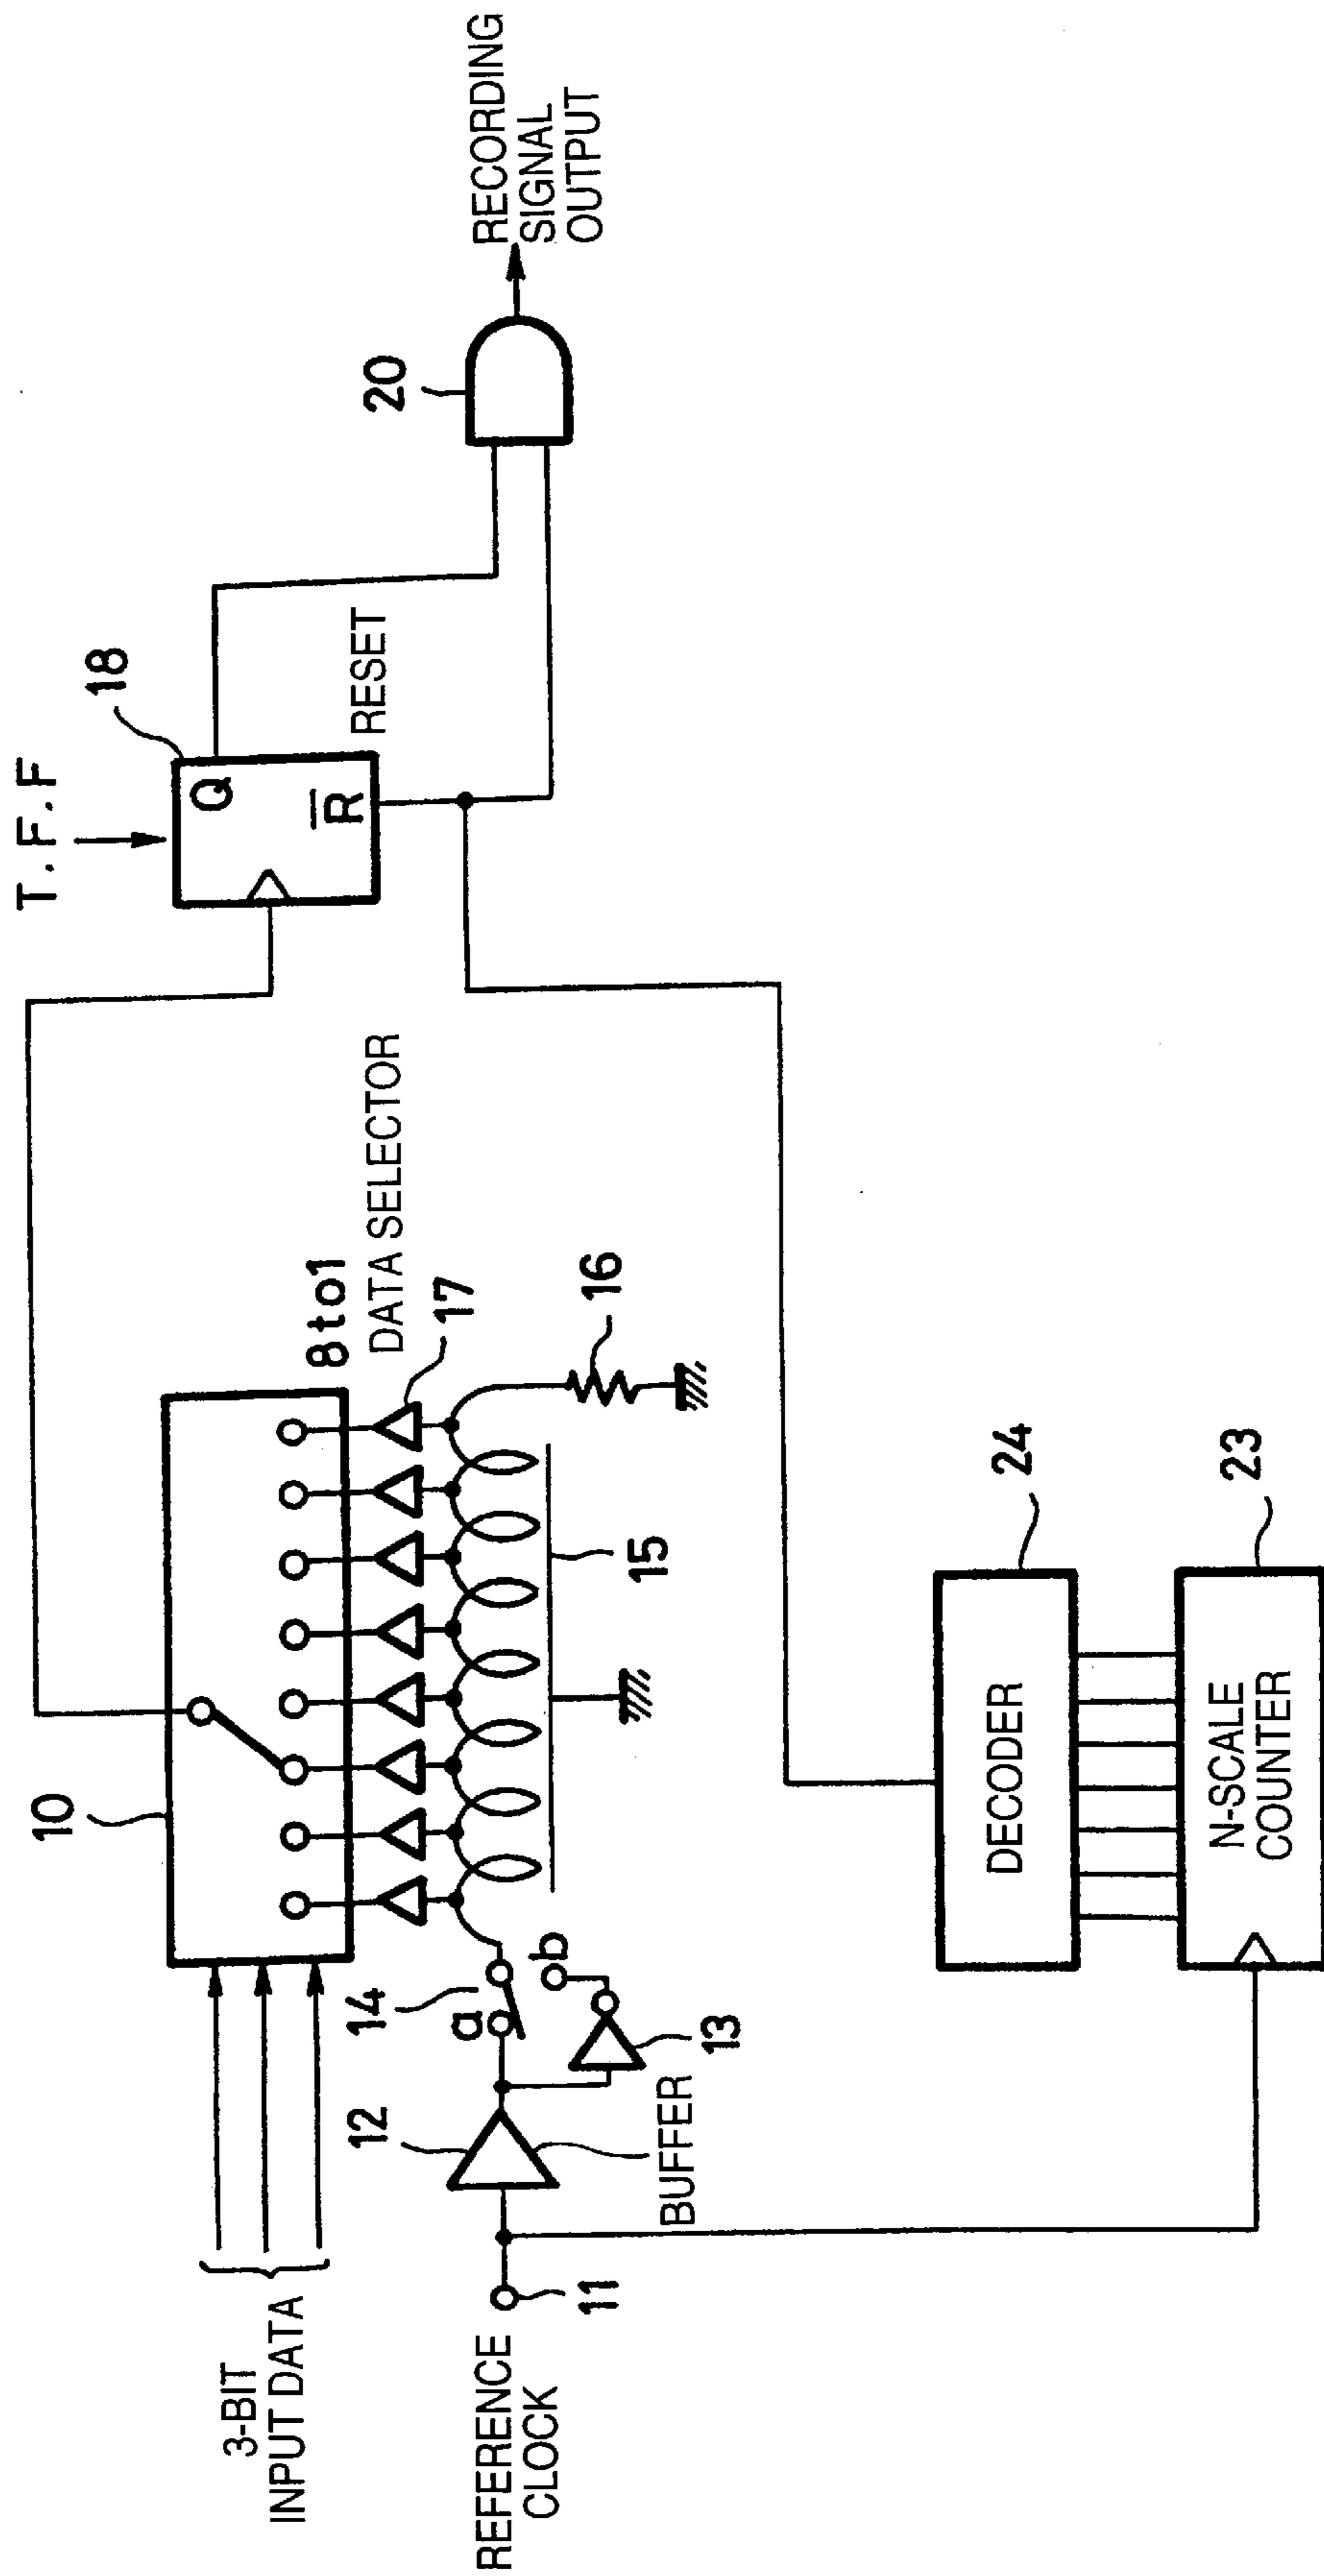 T.F.F
18
Q
R̅
RESET
20
RECORDING
SIGNAL
OUTPUT
10
8to1
DATA SELECTOR
17
16
15
3-BIT
INPUT DATA
14
a
b
12
13
BUFFER
11
REFERENCE
CLOCK
24
DECODER
23
N-SCALE
COUNTER